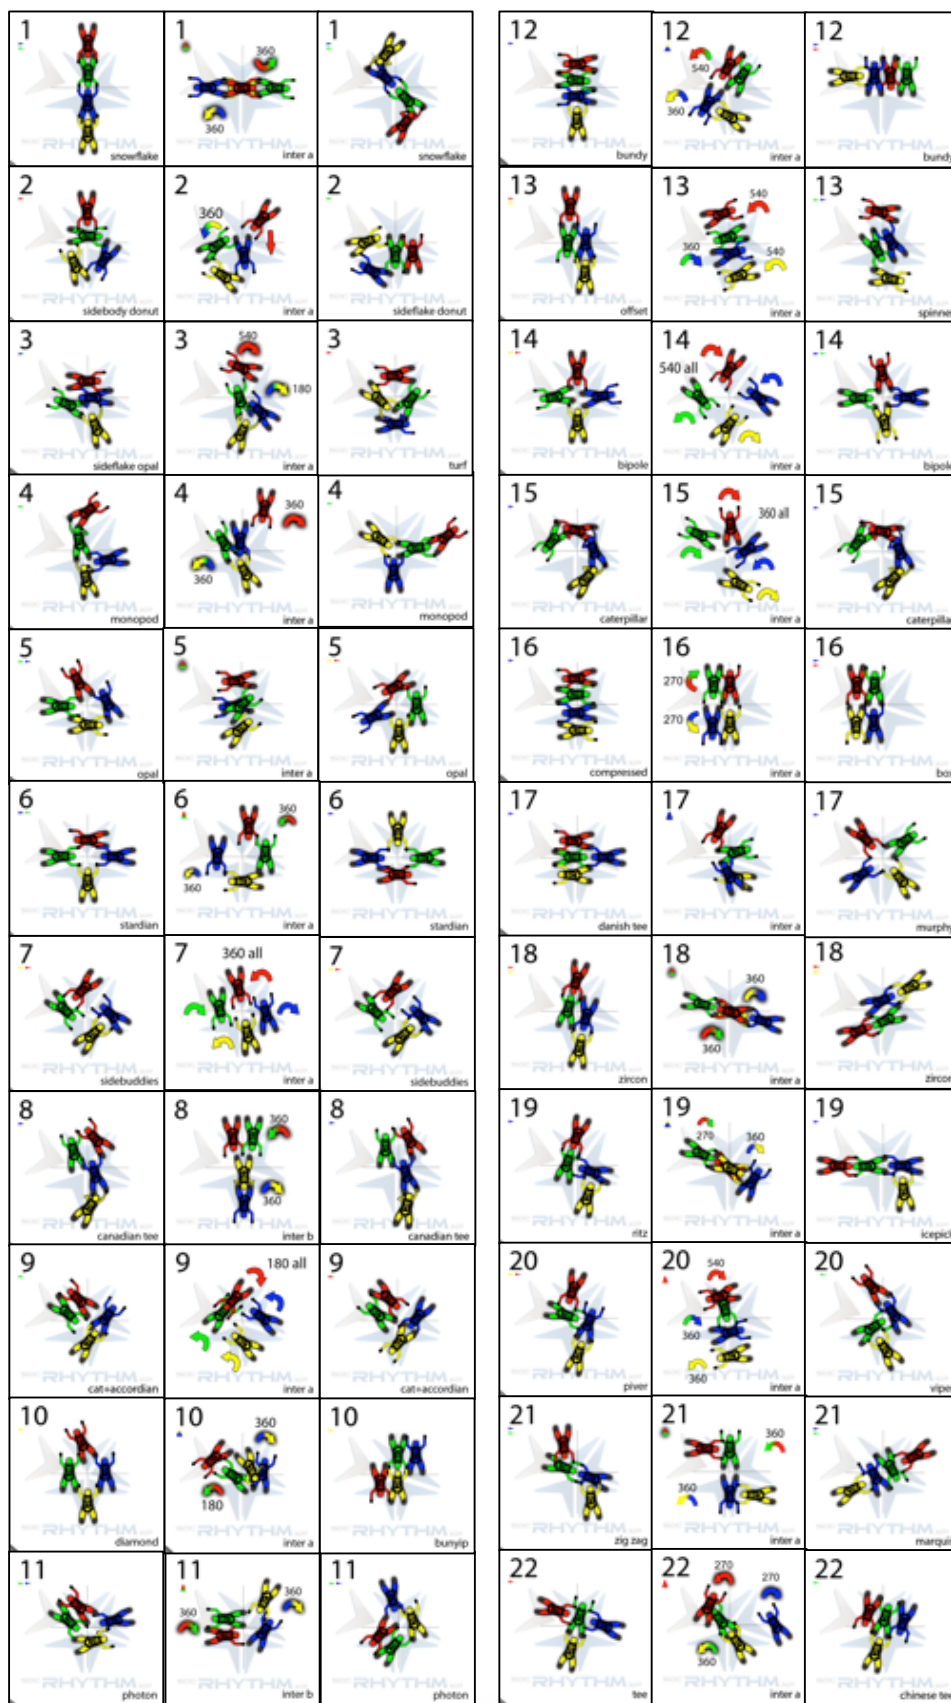 1
snowflake
1
360
360
inter a
1
snowflake
2
sidebody donut
2
360
inter a
2
sideflake donut
3
sideflake opal
3
540
180
inter a
3
turf
4
monopod
4
360
360
inter a
4
monopod
5
opal
5
inter a
5
opal
6
stardian
6
360
360
inter a
6
stardian
7
sidebuddies
7
360 all
inter a
7
sidebuddies
8
canadian tee
8
360
360
inter b
8
canadian tee
9
cat+accordian
9
180 all
inter a
9
cat+accordian
10
diamond
10
360
180
inter a
10
bunyip
11
photon
11
360
360
inter b
11
photon
12
bundy
12
540
360
inter a
12
bundy
13
offset
13
540
360
540
inter a
13
spinner
14
bipole
14
540 all
inter a
14
bipole
15
caterpillar
15
360 all
inter a
15
caterpillar
16
compressed
16
270
270
inter a
16
box
17
danish tee
17
inter a
17
murphy
18
zircon
18
360
360
inter a
18
zircon
19
ritz
19
270
360
inter a
19
icepick
20
piver
20
540
360
360
inter a
20
viper
21
zig zag
21
360
360
inter a
21
marquis
22
tee
22
270
270
360
inter a
22
chinese tee
RHYTHM